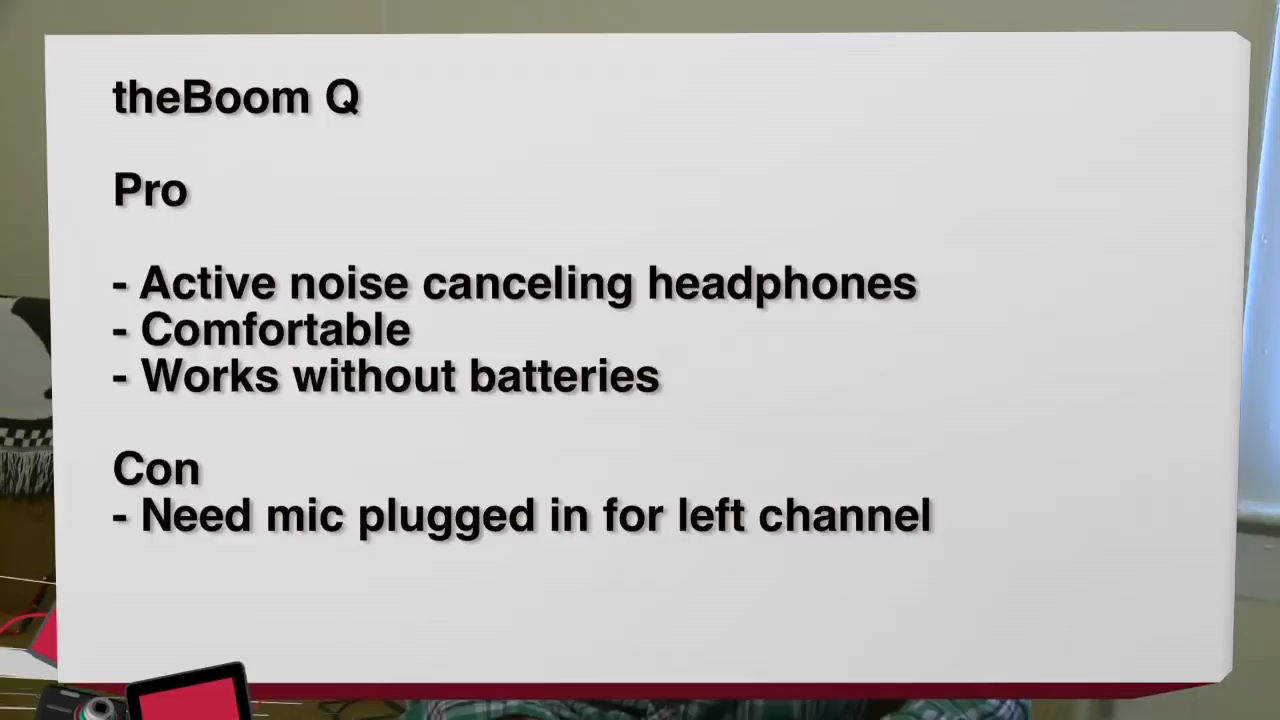 theBoom Q
Pro
- Active noise canceling headphones
- Comfortable
- Works without batteries
Con
- Need mic plugged in for left channel